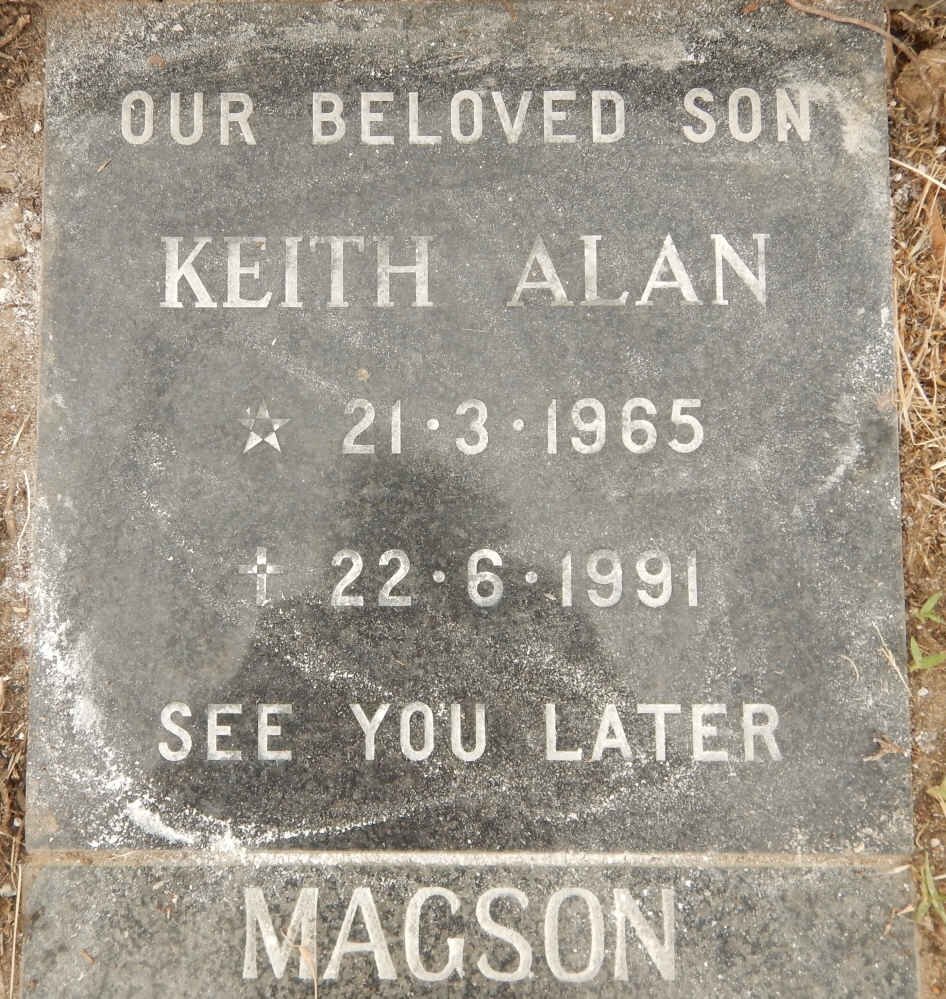 OUR BELOVED SON
KEITH ALAN
★ 21·3·1965
✝ 22·6·1991
SEE YOU LATER
MAGSON